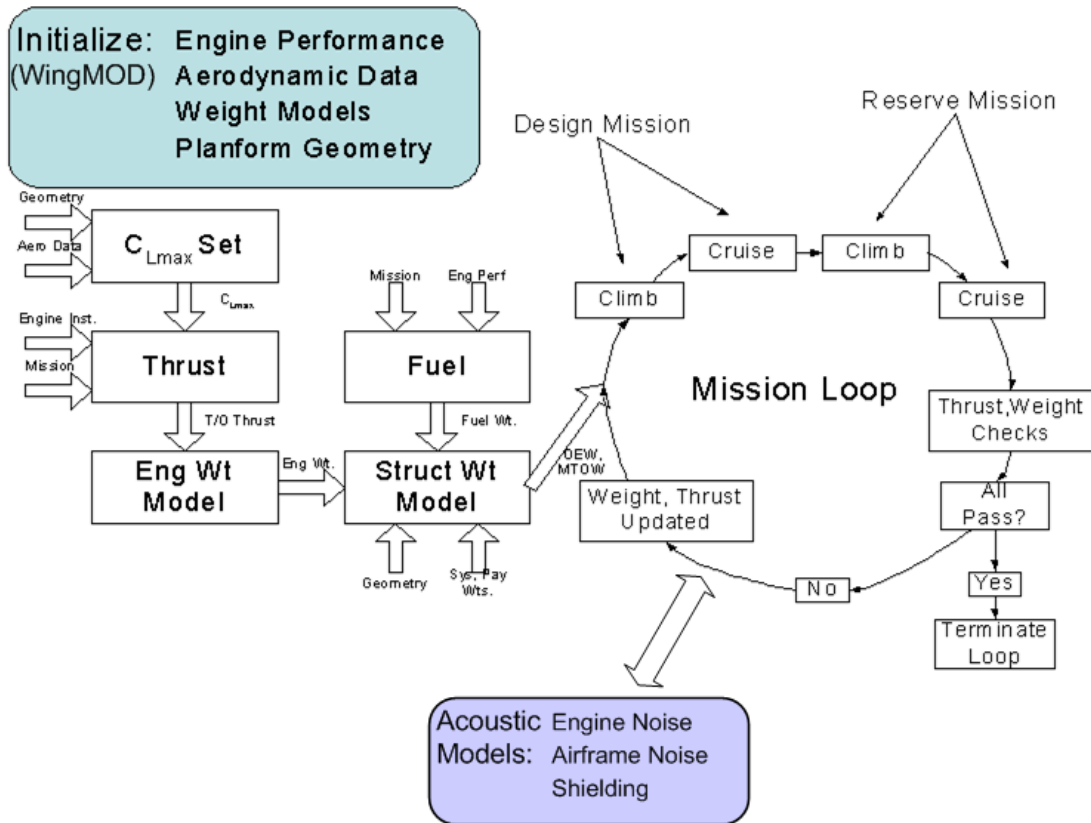 Initialize: Engine Performance
(WingMOD) Aerodynamic Data
Weight Models
Planform Geometry
Design Mission
Reserve Mission
Geometry
Aero Data
C_Lmax Set
C_Lmax
Engine Inst.
Mission
Thrust
T/O Thrust
Eng Wt
Model
Eng Wt.
Mission
Eng Perf
Fuel
Fuel Wt.
Struct Wt
Model
Geometry
Sys, Pay
Wts.
OEW,
MTOW
Climb
Cruise
Climb
Cruise
Mission Loop
Thrust,Weight
Checks
All
Pass?
Yes
Terminate
Loop
No
Weight, Thrust
Updated
Acoustic Engine Noise
Models: Airframe Noise
Shielding